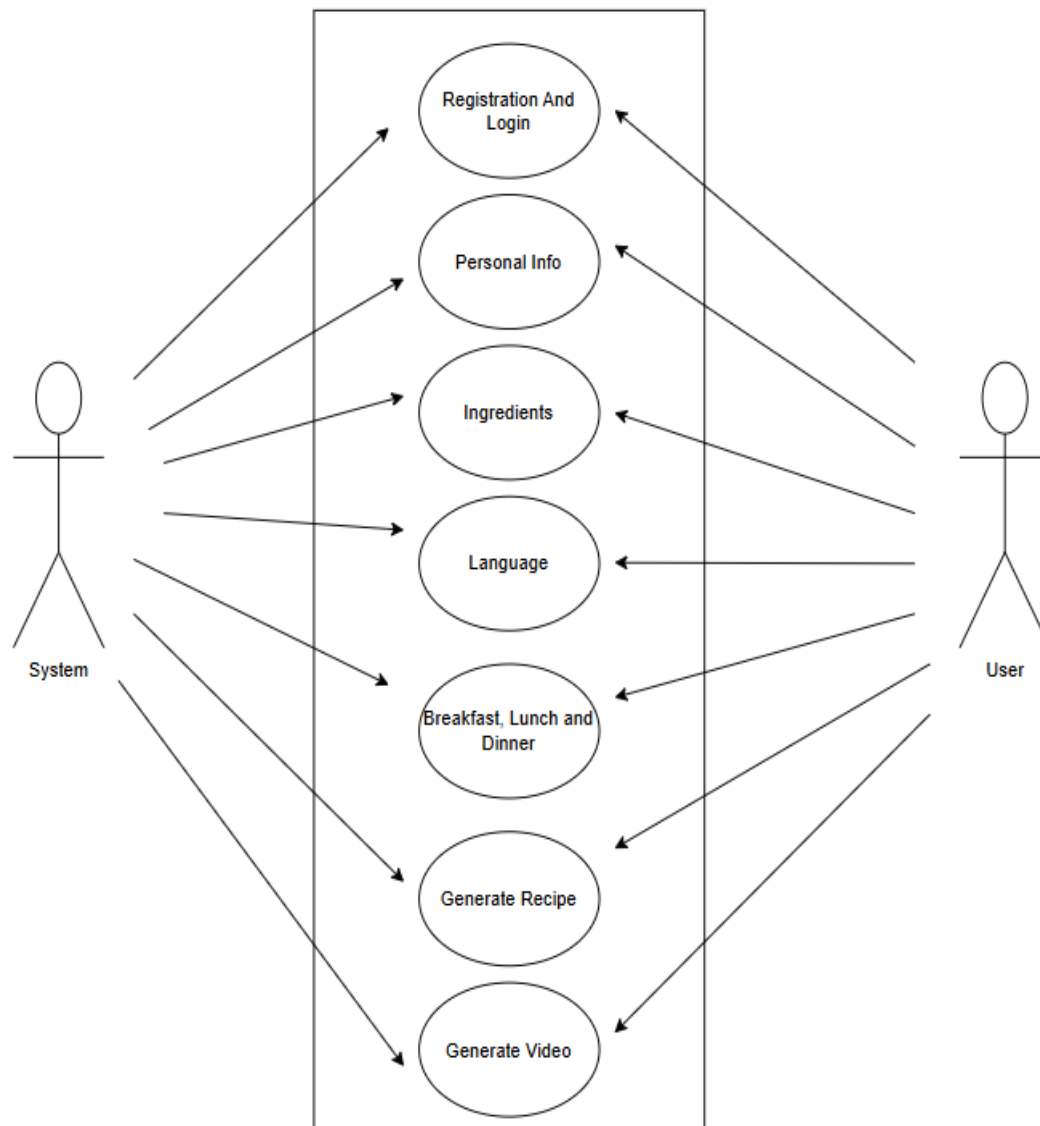 Registration And
Login
Personal Info
Ingredients
Language
System
User
Breakfast, Lunch and
Dinner
Generate Recipe
Generate Video